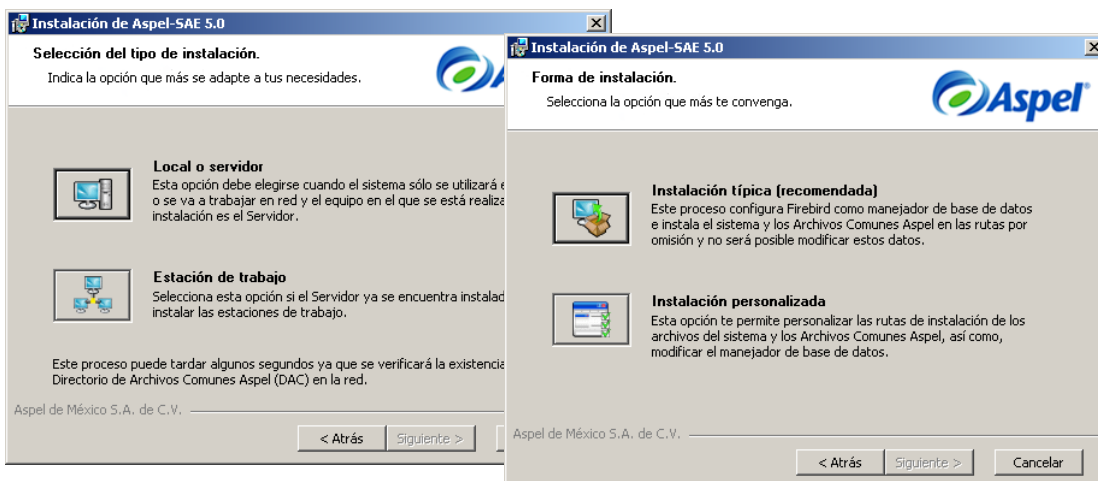 Instalación de Aspel-SAE 5.0
Selección del tipo de instalación.
Indica la opción que más se adapte a tus necesidades.
Local o servidor
Esta opción debe elegirse cuando el sistema sólo se utilizará
o se va a trabajar en red y el equipo en el que se está
instalación es el Servidor.
Estación de trabajo
Selecciona esta opción si el Servidor ya se encuentra
instalar las estaciones de trabajo.
Este proceso puede tardar algunos segundos ya que se verificará la existencia
Directorio de Archivos Comunes Aspel (DAC) en la red.
Aspel de México S.A. de C.V.
< Atrás
Siguiente >
Instalación de Aspel-SAE 5.0
Forma de instalación.
Selecciona la opción que más te convenga.
Aspel
Instalación típica (recomendada)
Este proceso configura Firebird como manejador de base de datos
e instala el sistema y los Archivos Comunes Aspel en las rutas por
omisión y no será posible modificar estos datos.
Instalación personalizada
Esta opción te permite personalizar las rutas de instalación de los
archivos del sistema y los Archivos Comunes Aspel, así como,
modificar el manejador de base de datos.
Aspel de México S.A. de C.V.
< Atrás
Siguiente >
Cancelar